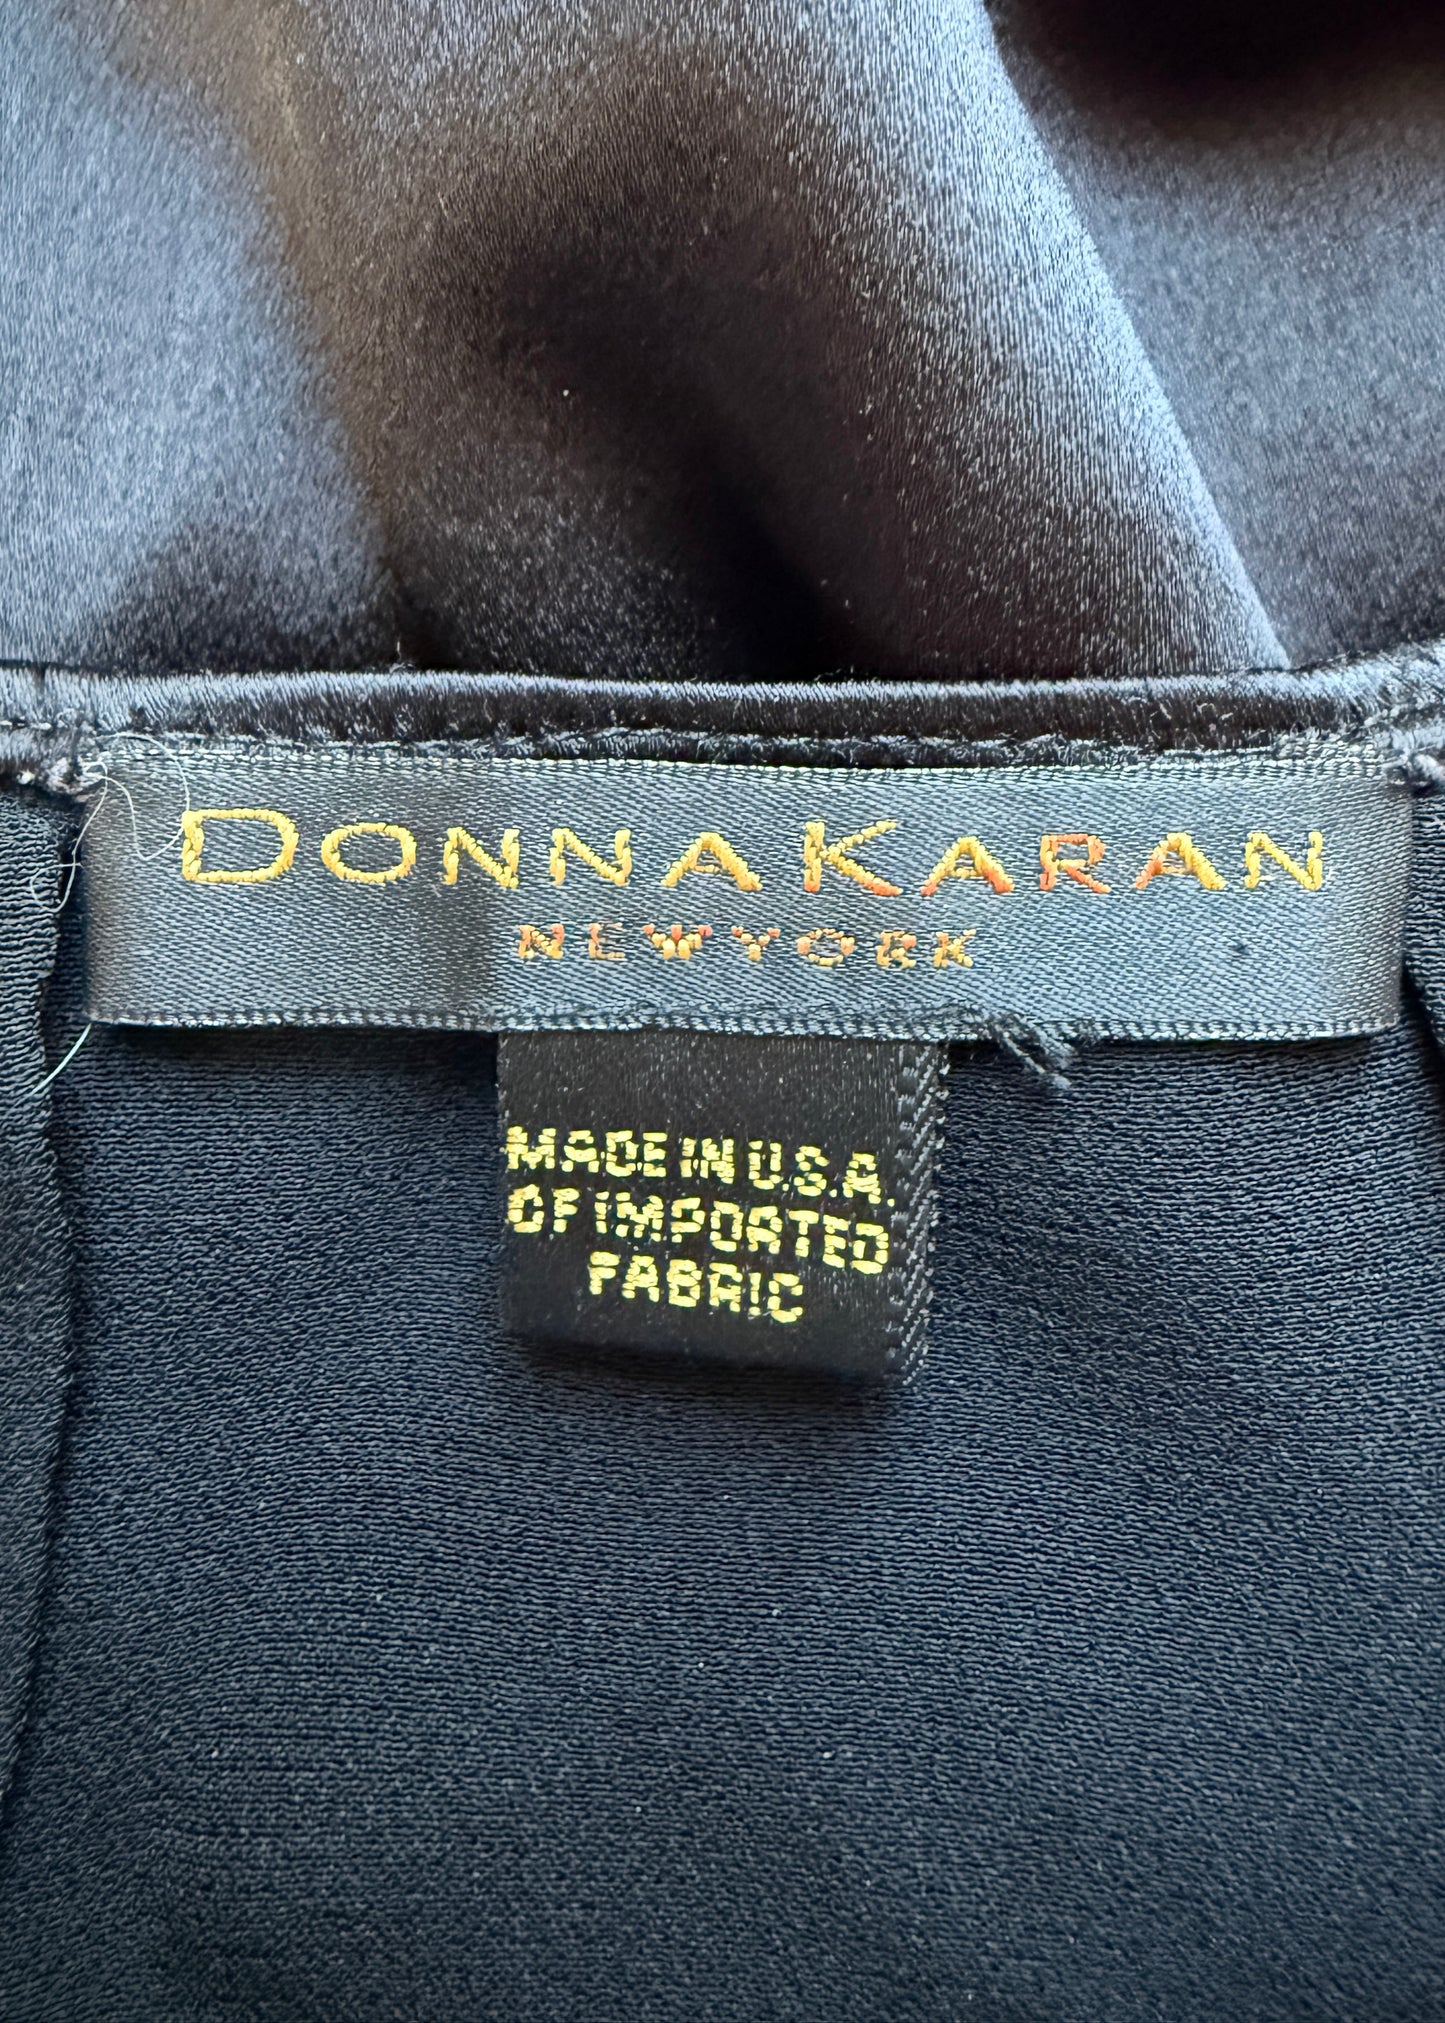 DONNA KARAN
NEW YORK
MADE IN U.S.A.
OF IMPORTED
FABRIC